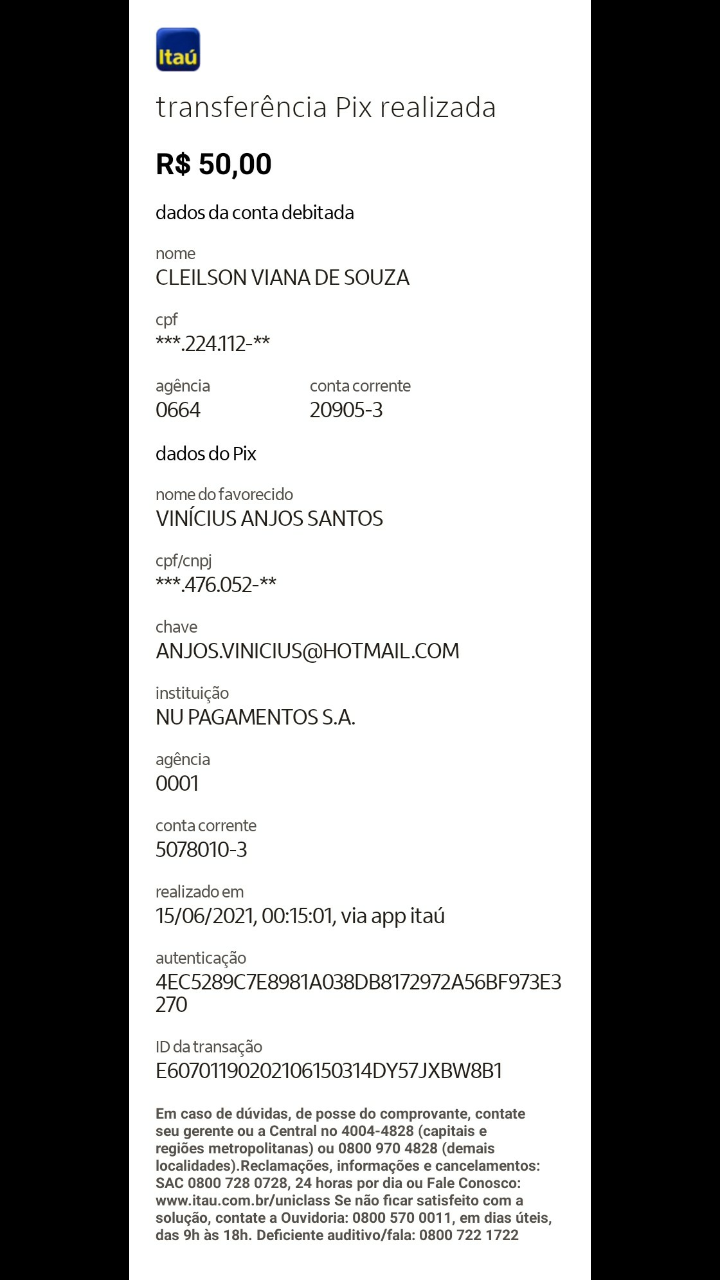 Itaú
transferência Pix realizada
R$ 50,00
dados da conta debitada
nome
CLEILSON VIANA DE SOUZA
cpf
***.224.112-**
agência conta corrente
0664 20905-3
dados do Pix
nome do favorecido
VINÍCIUS ANJOS SANTOS
cpf/cnpj
***.476.052-**
chave
ANJOS.VINICIUS@HOTMAIL.COM
instituição
NU PAGAMENTOS S.A.
agência
0001
conta corrente
5078010-3
realizado em
15/06/2021, 00:15:01, via app itaú
autenticação
4EC5289C7E8981A038DB8172972A56BF973E3
270
ID da transação
E60701190202106150314DY57JXBW8B1
Em caso de dúvidas, de posse do comprovante, contate
seu gerente ou a Central no 4004-4828 (capitais e
regiões metropolitanas) ou 0800 970 4828 (demais
localidades).Reclamações, informações e cancelamentos:
SAC 0800 728 0728, 24 horas por dia ou Fale Conosco:
www.itau.com.br/uniclass Se não ficar satisfeito com a
solução, contate a Ouvidoria: 0800 570 0011, em dias úteis,
das 9h às 18h. Deficiente auditivo/fala: 0800 722 1722